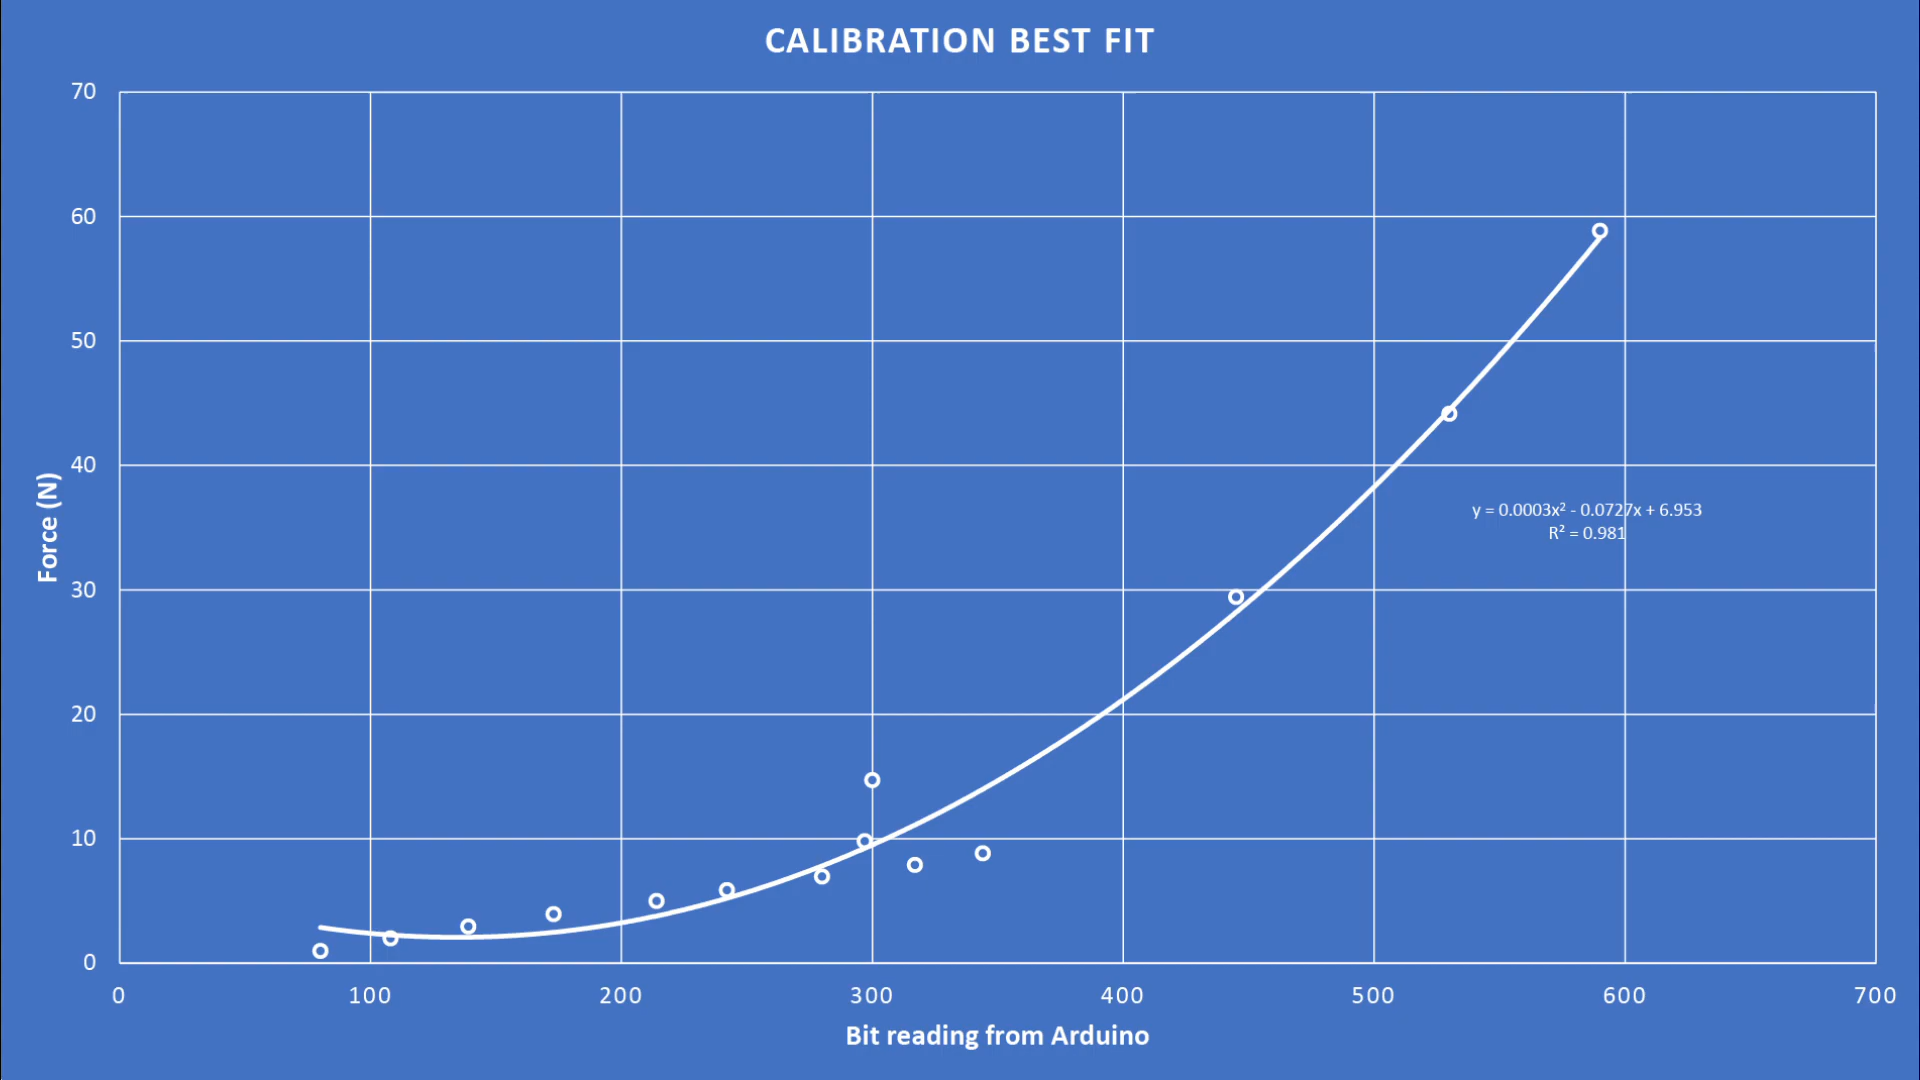 CALIBRATION BEST FIT
70
60
50
40
30
20
10
0
Force (N)
y = 0.0003x² - 0.0727x + 6.953
R² = 0.981
0 100 200 300 400 500 600 700
Bit reading from Arduino